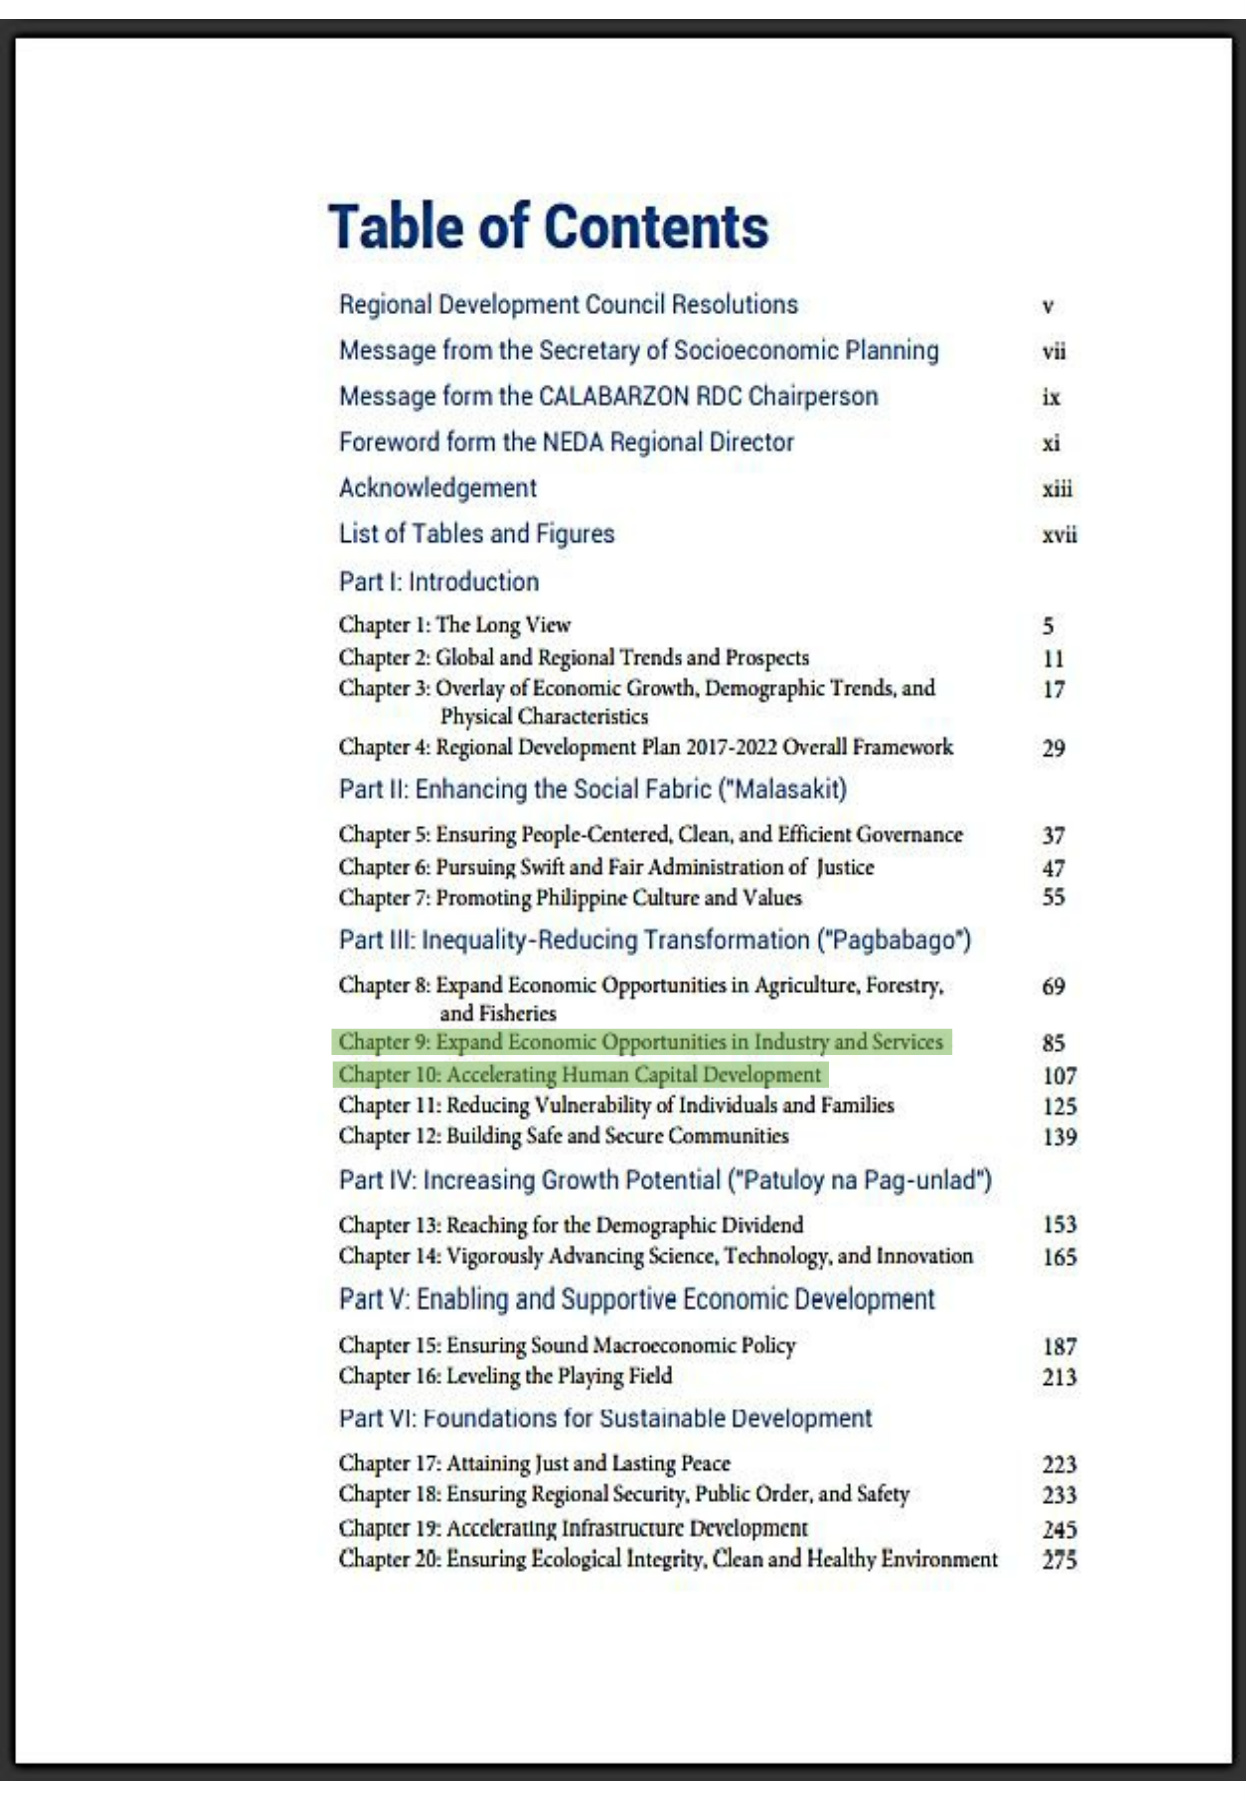 Table of Contents
Regional Development Council Resolutions v
Message from the Secretary of Socioeconomic Planning vii
Message form the CALABARZON RDC Chairperson ix
Foreword form the NEDA Regional Director xi
Acknowledgement xiii
List of Tables and Figures xvii
Part I: Introduction
Chapter 1: The Long View 5
Chapter 2: Global and Regional Trends and Prospects 11
Chapter 3: Overlay of Economic Growth, Demographic Trends, and 17
Physical Characteristics
Chapter 4: Regional Development Plan 2017-2022 Overall Framework 29
Part II: Enhancing the Social Fabric ("Malasakit)
Chapter 5: Ensuring People-Centered, Clean, and Efficient Governance 37
Chapter 6: Pursuing Swift and Fair Administration of Justice 47
Chapter 7: Promoting Philippine Culture and Values 55
Part III: Inequality-Reducing Transformation ("Pagbabago")
Chapter 8: Expand Economic Opportunities in Agriculture, Forestry, 69
and Fisheries
Chapter 9: Expand Economic Opportunities in Industry and Services 85
Chapter 10: Accelerating Human Capital Development 107
Chapter 11: Reducing Vulnerability of Individuals and Families 125
Chapter 12: Building Safe and Secure Communities 139
Part IV: Increasing Growth Potential ("Patuloy na Pag-unlad")
Chapter 13: Reaching for the Demographic Dividend 153
Chapter 14: Vigorously Advancing Science, Technology, and Innovation 165
Part V: Enabling and Supportive Economic Development
Chapter 15: Ensuring Sound Macroeconomic Policy 187
Chapter 16: Leveling the Playing Field 213
Part VI: Foundations for Sustainable Development
Chapter 17: Attaining Just and Lasting Peace 223
Chapter 18: Ensuring Regional Security, Public Order, and Safety 233
Chapter 19: Accelerating Infrastructure Development 245
Chapter 20: Ensuring Ecological Integrity, Clean and Healthy Environment 275